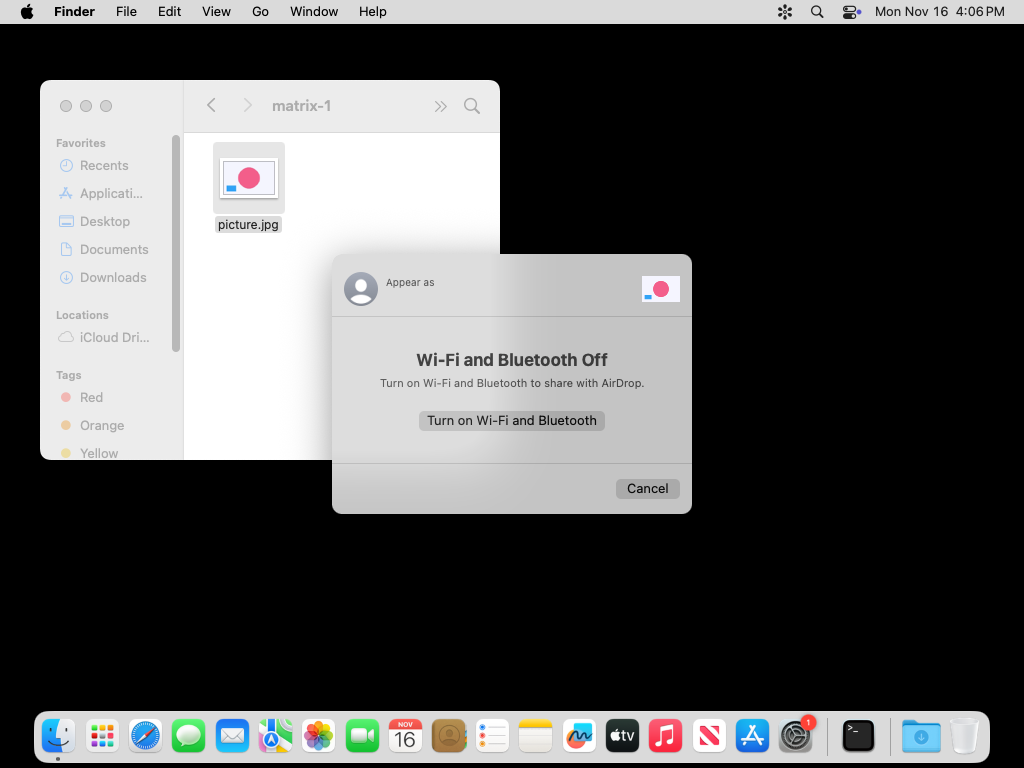 Finder File Edit View Go Window Help Mon Nov 16 4:06 PM
matrix-1
Favorites
Recents
Applicati...
Desktop
Documents
Downloads
Locations
iCloud Dri...
Tags
Red
Orange
Yellow
picture.jpg
Appear as
Wi-Fi and Bluetooth Off
Turn on Wi-Fi and Bluetooth to share with AirDrop.
Turn on Wi-Fi and Bluetooth
Cancel
NOV
16
tv
1
>_